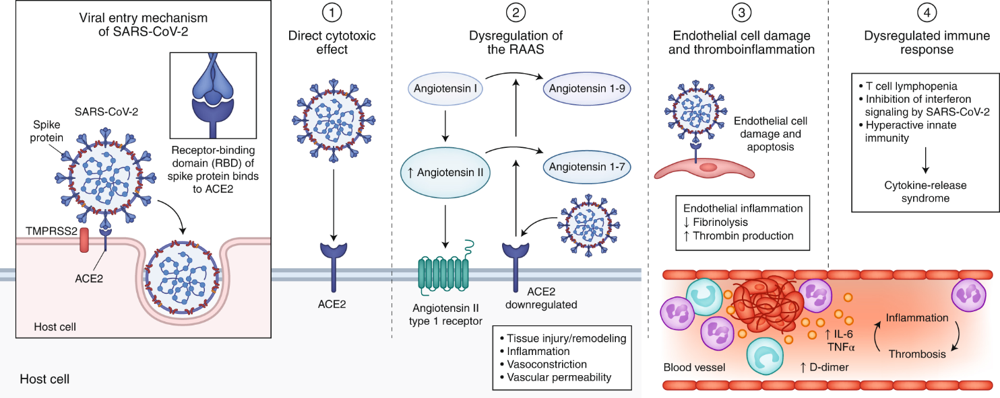 Viral entry mechanism
of SARS-CoV-2
SARS-CoV-2
Spike
protein
Receptor-binding
domain (RBD) of
spike protein binds
to ACE2
TMPRSS2
ACE2
Host cell
Host cell
1
Direct cytotoxic
effect
ACE2
2
Dysregulation of
the RAAS
Angiotensin I
Angiotensin 1-9
↑ Angiotensin II
Angiotensin 1-7
Angiotensin II
type 1 receptor
ACE2
downregulated
• Tissue injury/remodeling
• Inflammation
• Vasoconstriction
• Vascular permeability
3
Endothelial cell damage
and thromboinflammation
Endothelial cell
damage and
apoptosis
Endothelial inflammation
↓ Fibrinolysis
↑ Thrombin production
4
Dysregulated immune
response
• T cell lymphopenia
• Inhibition of interferon
signaling by SARS-CoV-2
• Hyperactive innate
immunity
Cytokine-release
syndrome
↑ IL-6
TNFα
Inflammation
Thrombosis
Blood vessel
↑ D-dimer